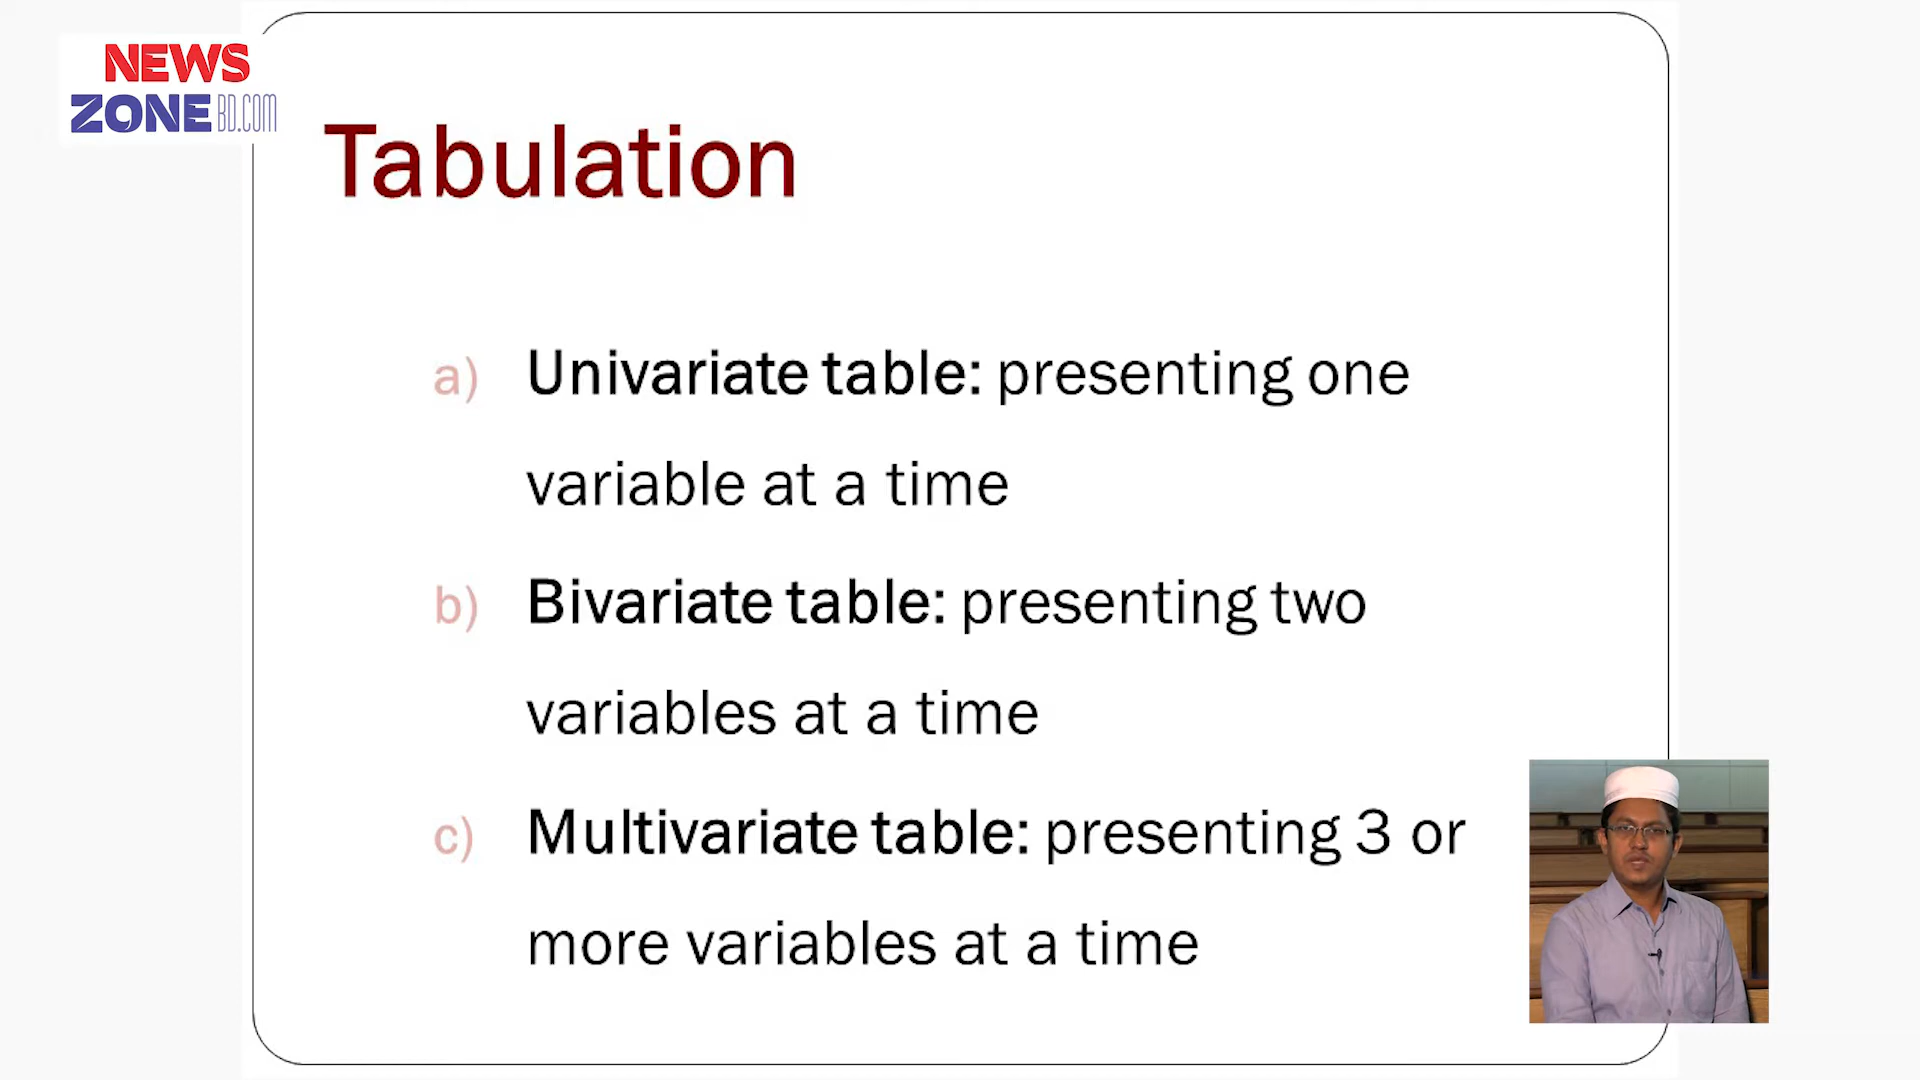 NEWS
ZONE BD.COM
Tabulation
a) Univariate table: presenting one
variable at a time
b) Bivariate table: presenting two
variables at a time
c) Multivariate table: presenting 3 or
more variables at a time